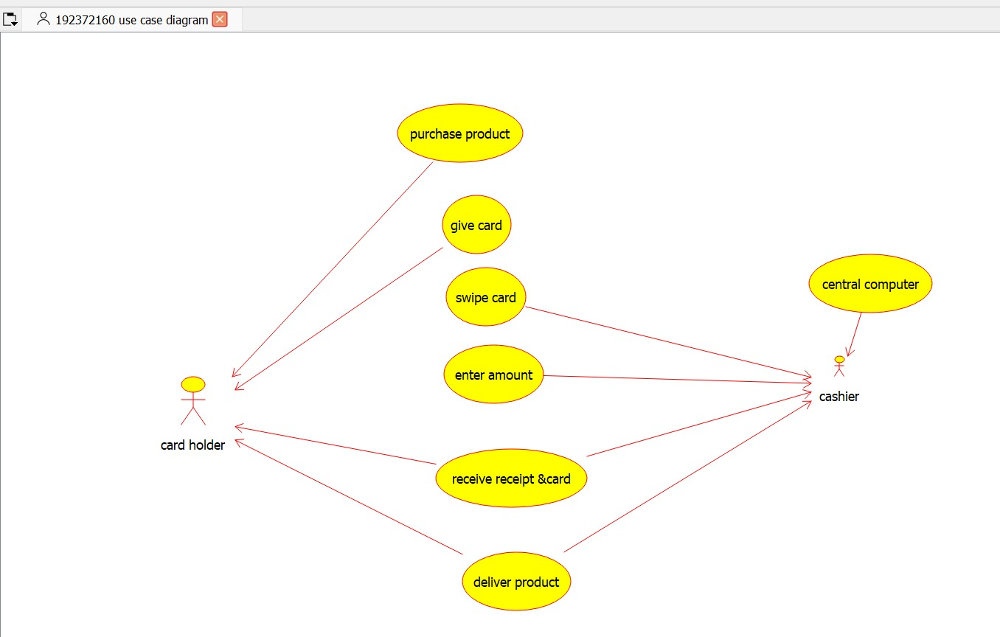 192372160 use case diagram
purchase product
give card
swipe card
central computer
enter amount
cashier
card holder
receive receipt &card
deliver product